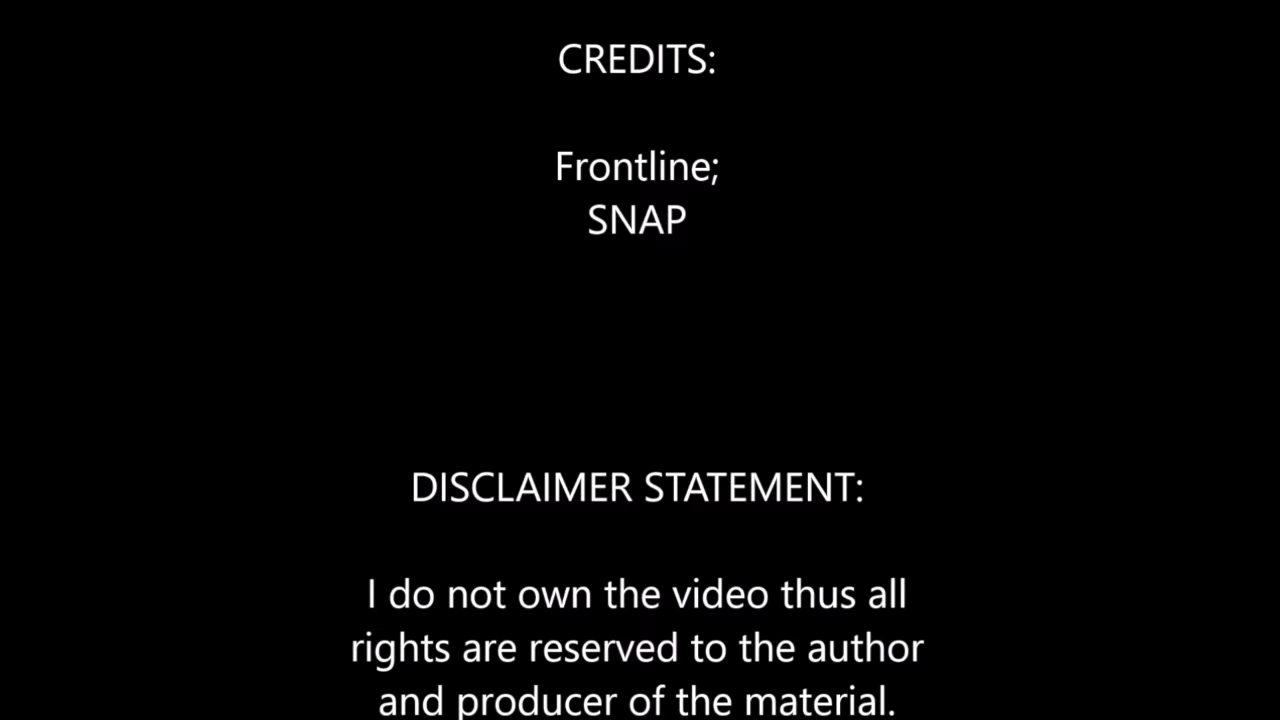 CREDITS:
Frontline;
SNAP
DISCLAIMER STATEMENT:
I do not own the video thus all
rights are reserved to the author
and producer of the material.